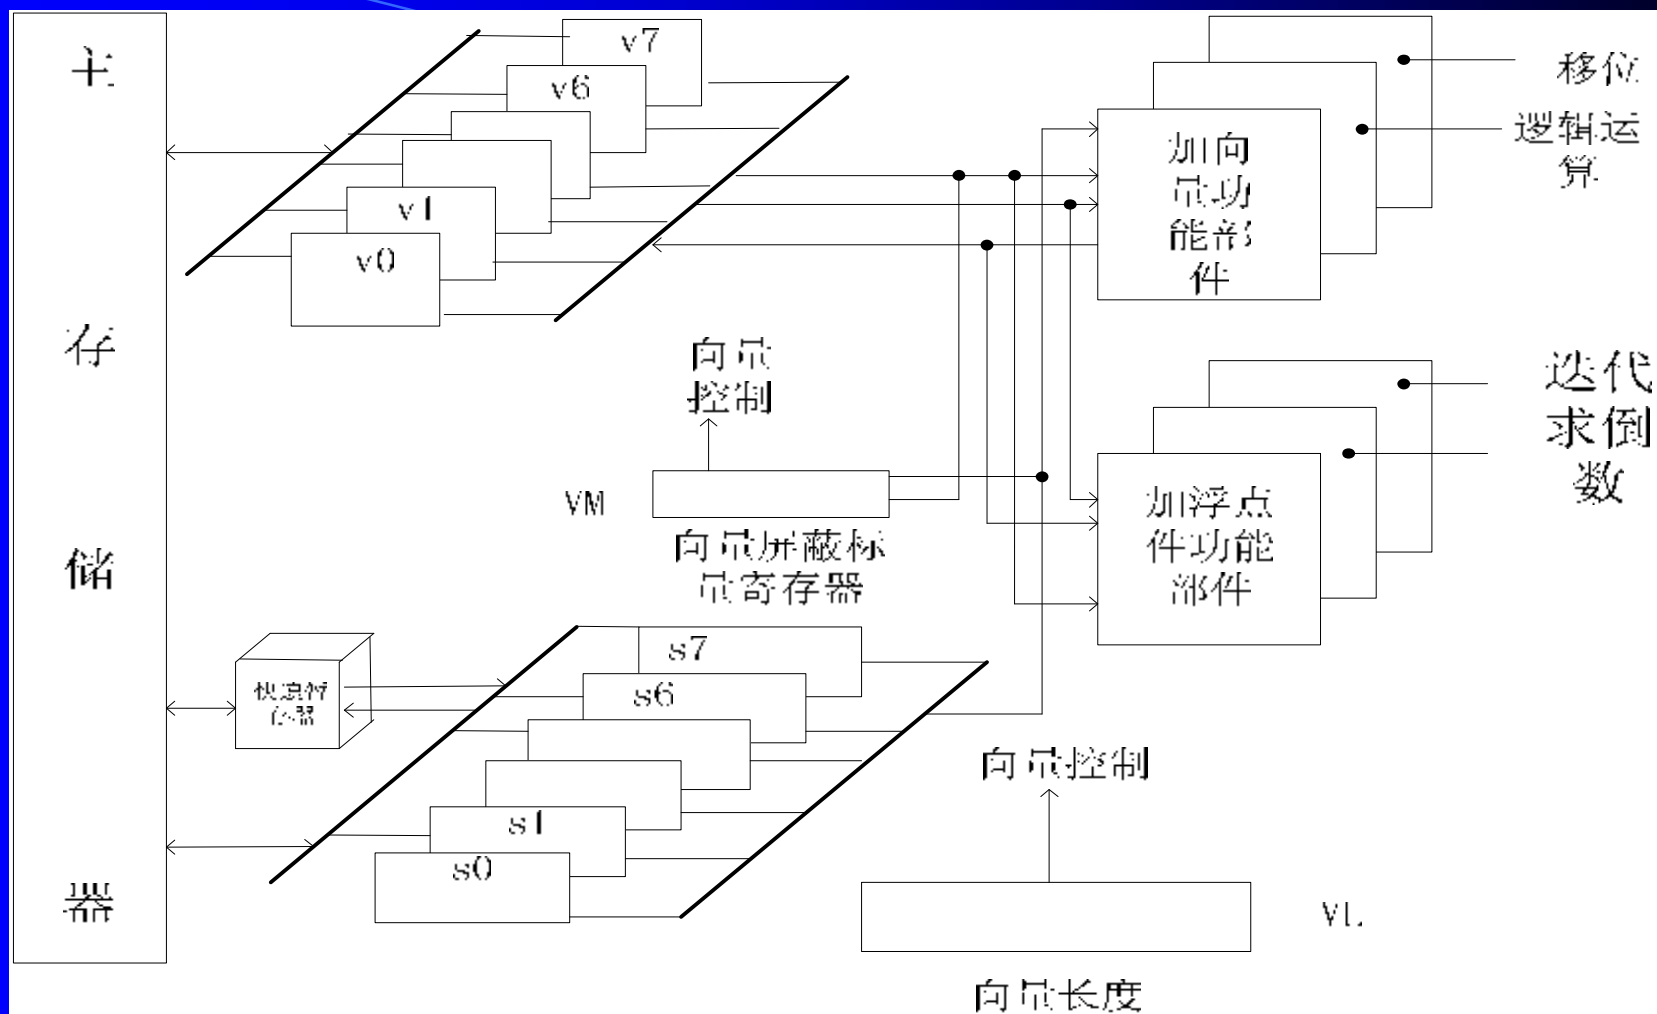 主
存
储
器
v7
v6
v1
v0
移位
逻辑运
算
加向
量功
能部
件
向量
控制
VM
向量屏蔽标
量寄存器
迭代
求倒
数
加浮点
件功能
部件
快速暂
存器
s7
s6
s1
s0
向量控制
VL
向量长度